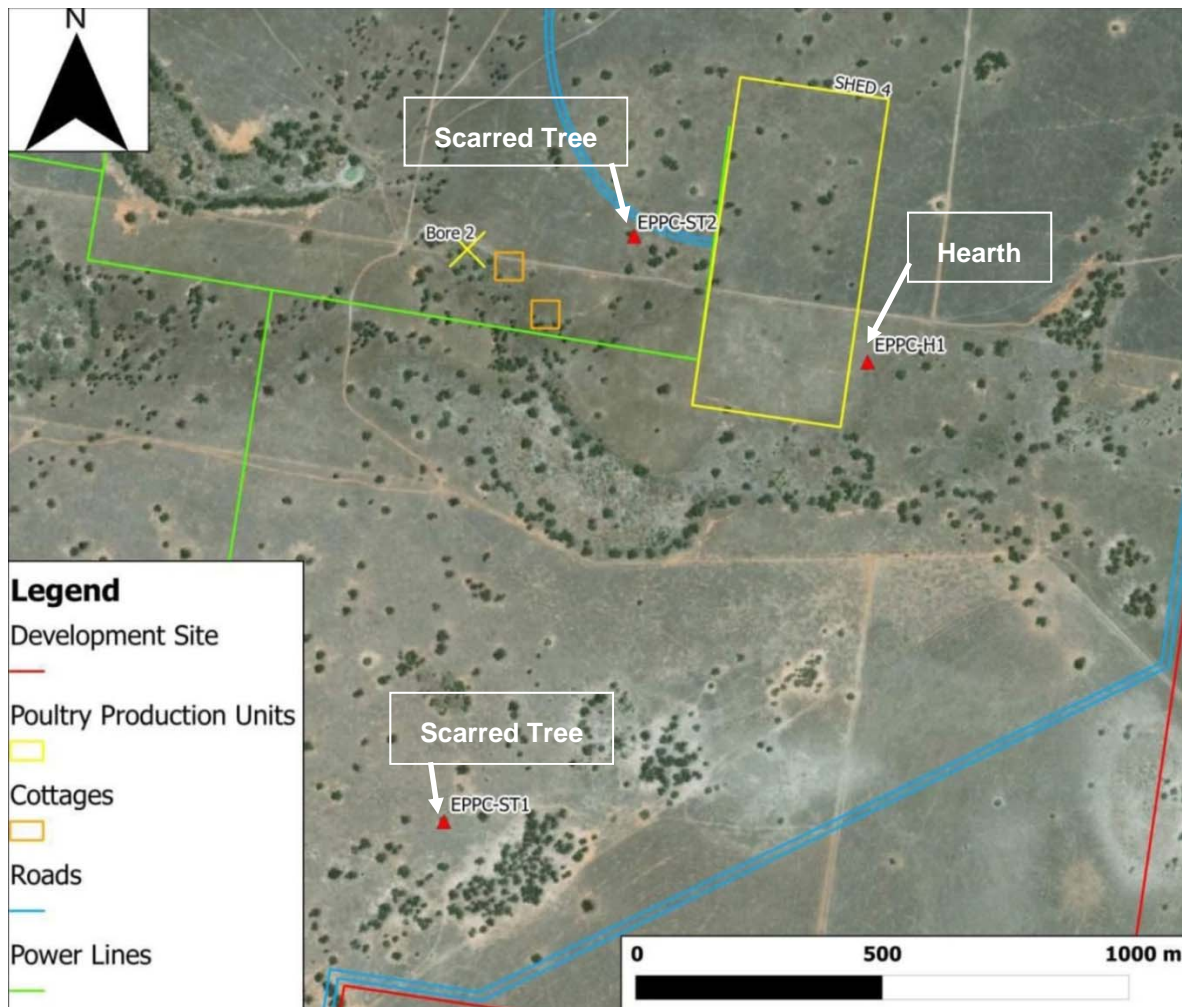 N
SHED 4
Scarred Tree
EPPC-ST2
Bore 2
Hearth
EPPC-H1
Scarred Tree
EPPC-ST1
Legend
Development Site
Poultry Production Units
Cottages
Roads
Power Lines
0 500 1000 m